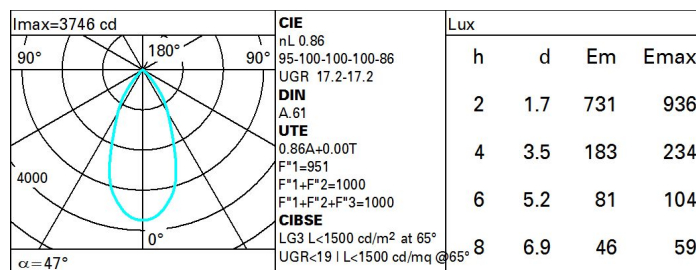 Imax=3746 cd
90°
180°
90°
4000
0°
α=47°
CIE
nL 0.86
95-100-100-100-86
UGR 17.2-17.2
DIN
A.61
UTE
0.86A+0.00T
F"1=951
F"1+F"2=1000
F"1+F"2+F"3=1000
CIBSE
LG3 L<1500 cd/m² at 65°
UGR<19 | L<1500 cd/mq @65°
Lux
h d Em Emax
2 1.7 731 936
4 3.5 183 234
6 5.2 81 104
8 6.9 46 59